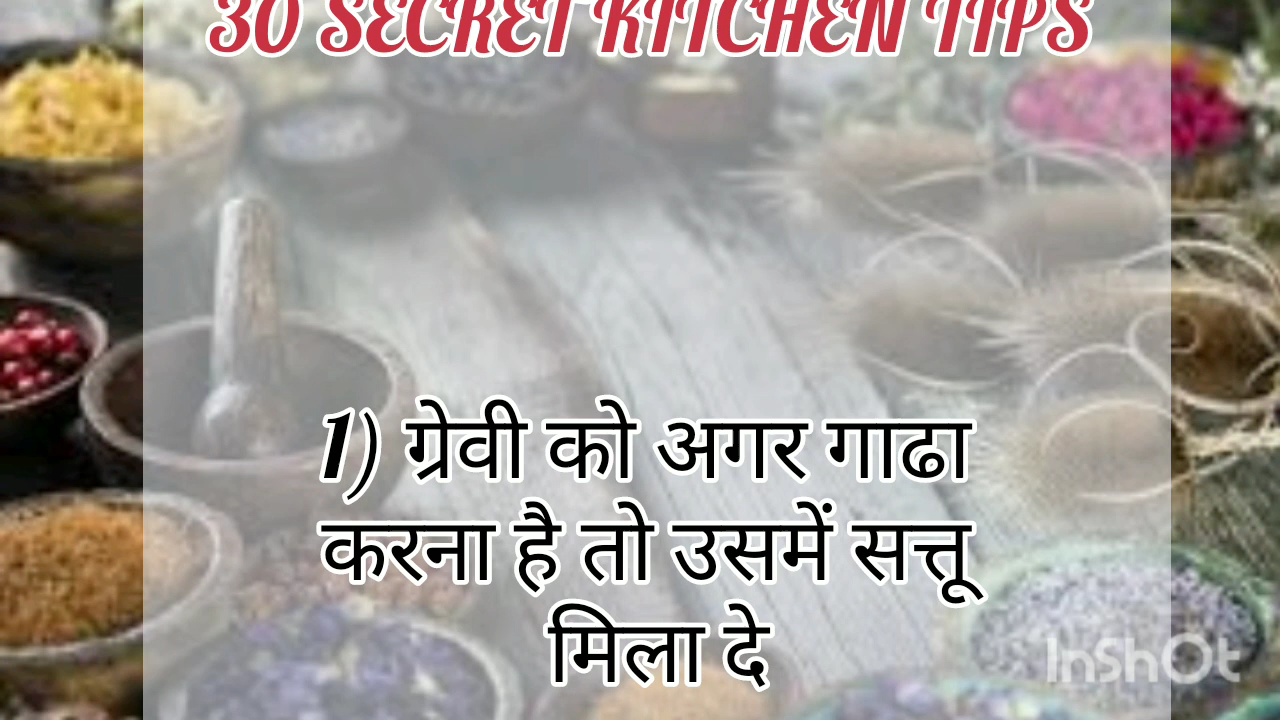 30 SECRET KITCHEN TIPS
1) ग्रेवी को अगर गाढा
करना है तो उसमें सत्तू
मिला दे
InShOt